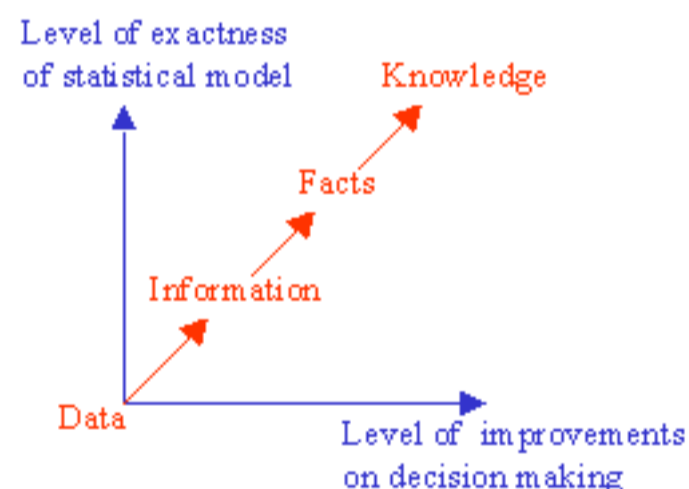 Level of exactness
of statistical model
Knowledge
Facts
Information
Data
Level of improvements
on decision making